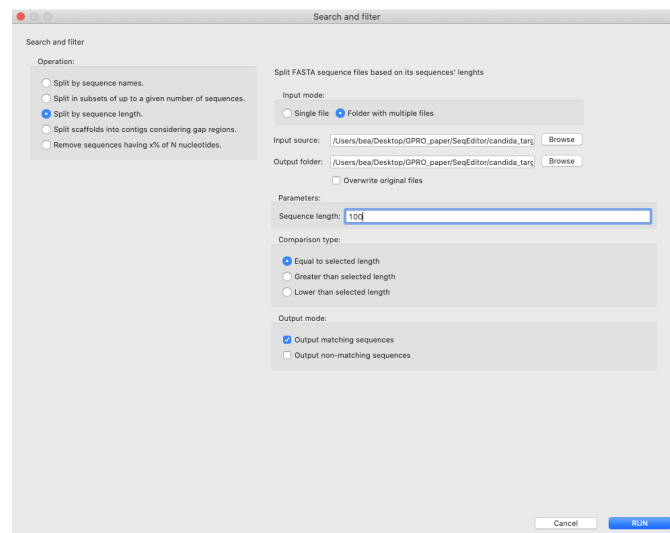 Search and filter
Search and filter
Operation:
Split by sequence names.
Split in subsets of up to a given number of sequences.
Split by sequence length.
Split scaffolds into contigs considering gap regions.
Remove sequences having x% of N nucleotides.
Split FASTA sequence files based on its sequences' lenghts
Input mode:
Single file Folder with multiple files
Input source: /Users/bea/Desktop/GPRO_paper/SeqEditor/candida_targ Browse
Output folder: /Users/bea/Desktop/GPRO_paper/SeqEditor/candida_targ Browse
Overwrite original files
Parameters:
Sequence length: 100
Comparison type:
Equal to selected length
Greater than selected length
Lower than selected length
Output mode:
Output matching sequences
Output non-matching sequences
Cancel RUN